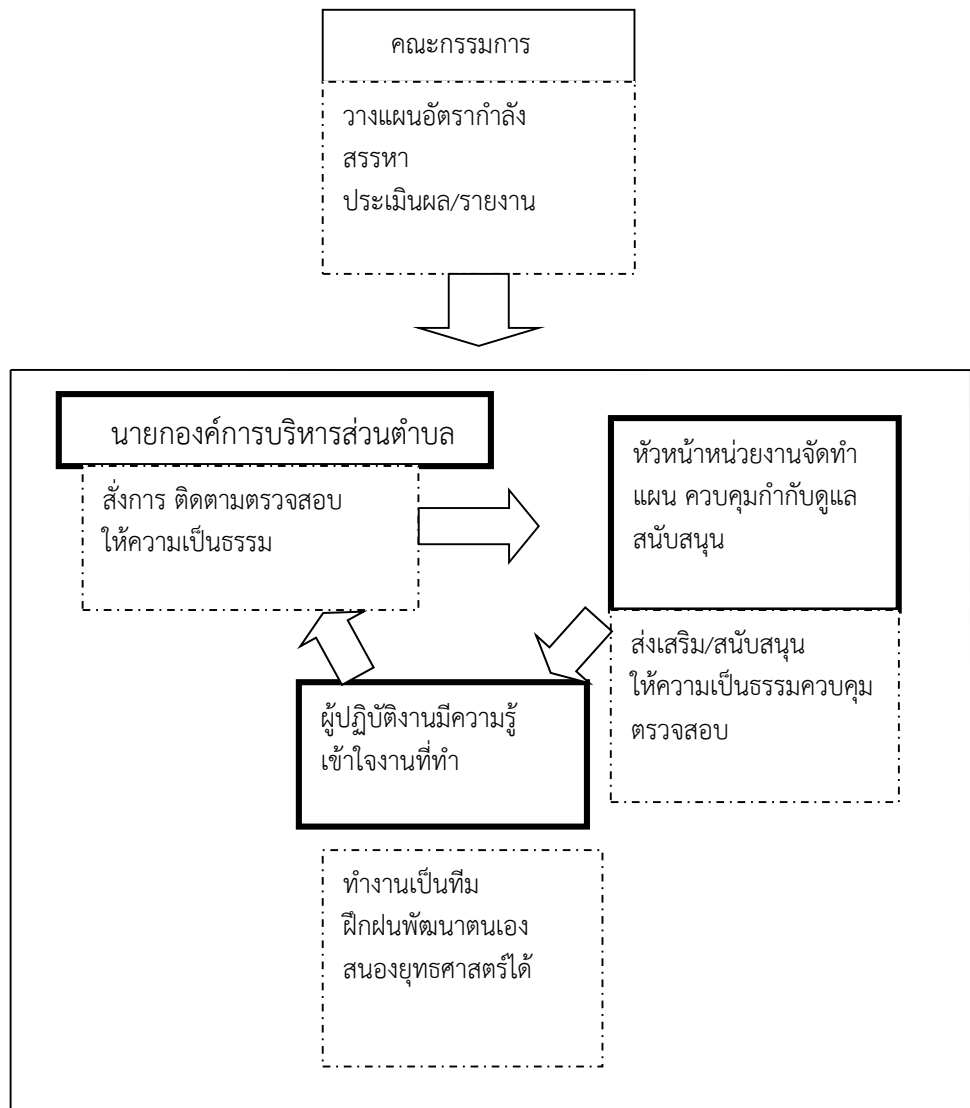 คณะกรรมการ
วางแผนอัตรากำลัง
สรรหา
ประเมินผล/รายงาน
นายกองค์การบริหารส่วนตำบล
สั่งการ ติดตามตรวจสอบ
ให้ความเป็นธรรม
หัวหน้าหน่วยงานจัดทำ
แผน ควบคุมกำกับดูแล
สนับสนุน
ส่งเสริม/สนับสนุน
ให้ความเป็นธรรมควบคุม
ตรวจสอบ
ผู้ปฏิบัติงานมีความรู้
เข้าใจงานที่ทำ
ทำงานเป็นทีม
ฝึกฝนพัฒนาตนเอง
สนองยุทธศาสตร์ได้